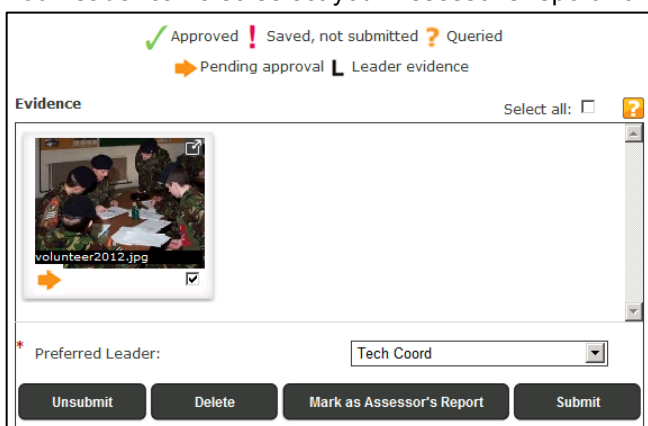 Approved ! Saved, not submitted ? Queried
Pending approval L Leader evidence
Evidence
Select all: ?
volunteer2012.jpg
* Preferred Leader: Tech Coord
Unsubmit Delete Mark as Assessor's Report Submit